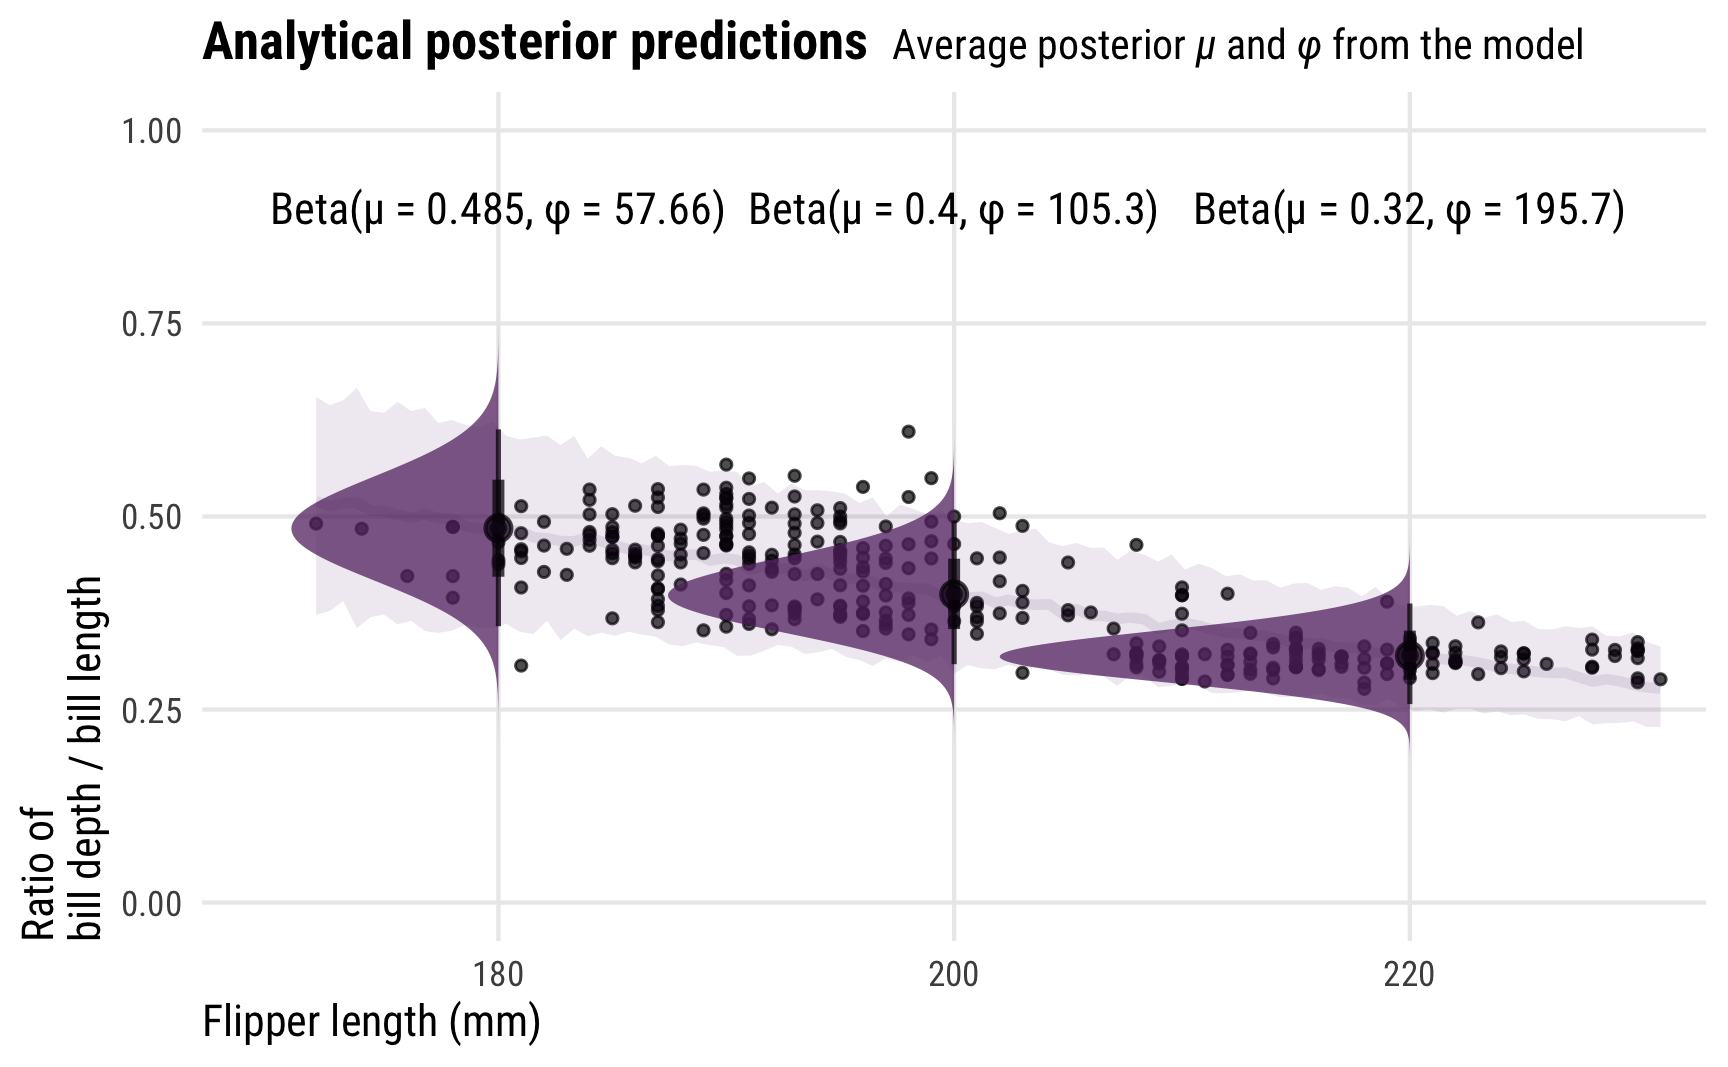 Analytical posterior predictions Average posterior μ and φ from the model
1.00
Beta(μ = 0.485, φ = 57.66) Beta(μ = 0.4, φ = 105.3) Beta(μ = 0.32, φ = 195.7)
0.75
0.50
0.25
0.00
Ratio of
bill depth / bill length
180 200 220
Flipper length (mm)